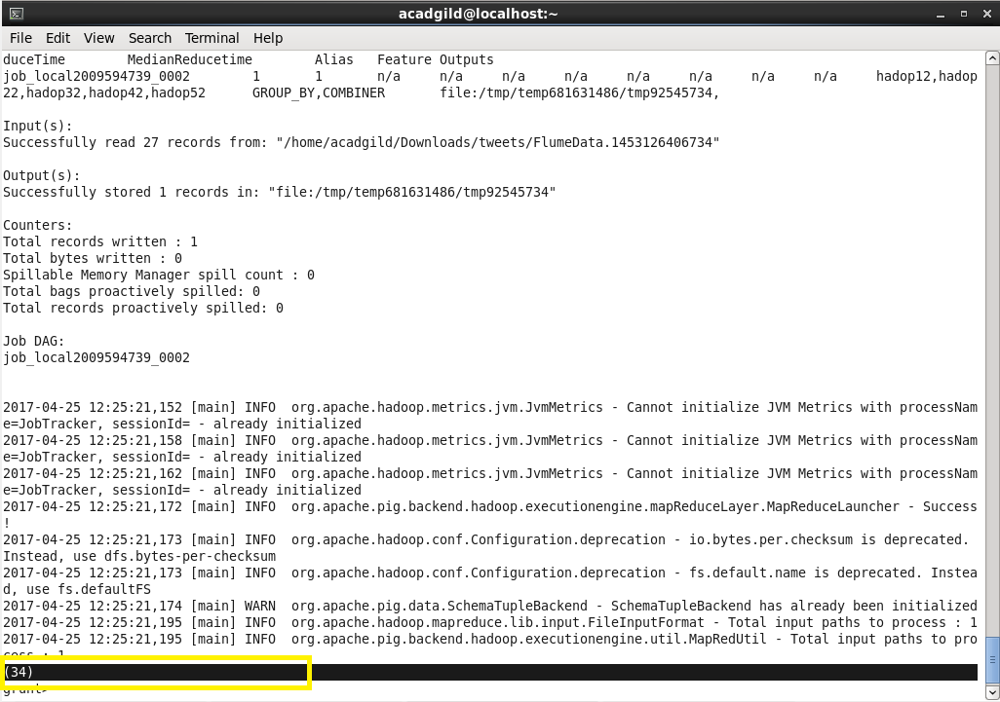 acadgild@localhost:~
File Edit View Search Terminal Help
duceTime MedianReducetime Alias Feature Outputs
job_local2009594739_0002 1 1 n/a n/a n/a n/a n/a n/a n/a n/a hadop12,hadop
22,hadop32,hadop42,hadop52 GROUP_BY,COMBINER file:/tmp/temp681631486/tmp92545734,
Input(s):
Successfully read 27 records from: "/home/acadgild/Downloads/tweets/FlumeData.1453126406734"
Output(s):
Successfully stored 1 records in: "file:/tmp/temp681631486/tmp92545734"
Counters:
Total records written : 1
Total bytes written : 0
Spillable Memory Manager spill count : 0
Total bags proactively spilled: 0
Total records proactively spilled: 0
Job DAG:
job_local2009594739_0002
2017-04-25 12:25:21,152 [main] INFO org.apache.hadoop.metrics.jvm.JvmMetrics - Cannot initialize JVM Metrics with processNam
e=JobTracker, sessionId= - already initialized
2017-04-25 12:25:21,158 [main] INFO org.apache.hadoop.metrics.jvm.JvmMetrics - Cannot initialize JVM Metrics with processNam
e=JobTracker, sessionId= - already initialized
2017-04-25 12:25:21,162 [main] INFO org.apache.hadoop.metrics.jvm.JvmMetrics - Cannot initialize JVM Metrics with processNam
e=JobTracker, sessionId= - already initialized
2017-04-25 12:25:21,172 [main] INFO org.apache.pig.backend.hadoop.executionengine.mapReduceLayer.MapReduceLauncher - Success
!
2017-04-25 12:25:21,173 [main] INFO org.apache.hadoop.conf.Configuration.deprecation - io.bytes.per.checksum is deprecated.
Instead, use dfs.bytes-per-checksum
2017-04-25 12:25:21,173 [main] INFO org.apache.hadoop.conf.Configuration.deprecation - fs.default.name is deprecated. Instea
d, use fs.defaultFS
2017-04-25 12:25:21,174 [main] WARN org.apache.pig.data.SchemaTupleBackend - SchemaTupleBackend has already been initialized
2017-04-25 12:25:21,195 [main] INFO org.apache.hadoop.mapreduce.lib.input.FileInputFormat - Total input paths to process : 1
2017-04-25 12:25:21,195 [main] INFO org.apache.pig.backend.hadoop.executionengine.util.MapRedUtil - Total input paths to pro
cess : 1
(34)
grunt>